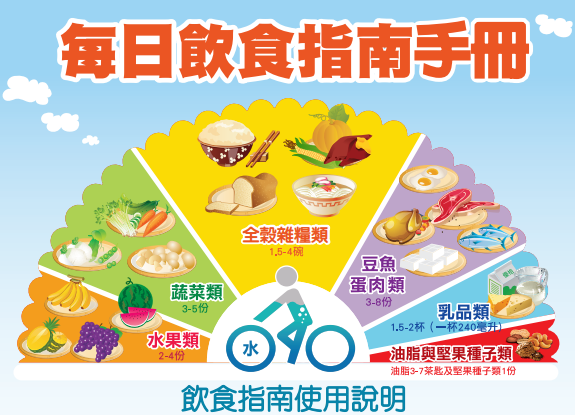 每日飲食指南手冊
全穀雜糧類
1.5-4碗
豆魚
蛋肉類
3-8份
蔬菜類
3-5份
乳品類
1.5-2杯（一杯240毫升）
水果類
2-4份
水
油脂與堅果種子類
油脂3-7茶匙及堅果種子類1份
飲食指南使用說明